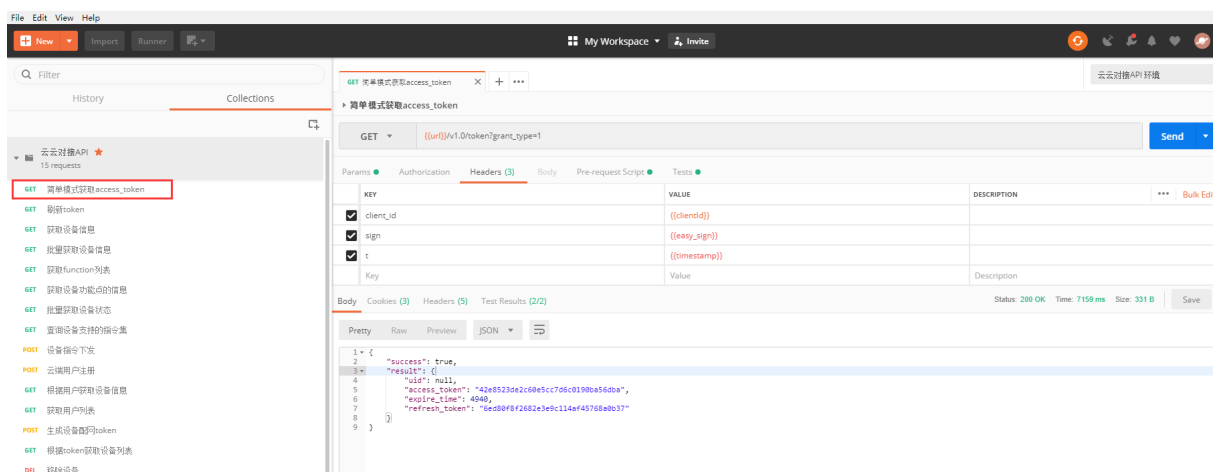 File Edit View Help
New Import Runner My Workspace Invite
Filter
History Collections
云云对接API
15 requests
GET 简单模式获取access_token
GET 刷新token
GET 获取设备信息
GET 批量获取设备信息
GET 获取function列表
GET 获取设备功能点的信息
GET 批量获取设备状态
GET 查询设备支持的指令集
POST 设备指令下发
POST 云端用户注册
GET 根据用户获取设备信息
GET 获取用户列表
POST 生成设备配网token
GET 根据token获取设备列表
DEL 移除设备
GET 简单模式获取access_token
云云对接API 环境
简单模式获取access_token
GET {{url}}/v1.0/token?grant_type=1 Send
Params Authorization Headers (3) Body Pre-request Script Tests
KEY VALUE DESCRIPTION Bulk Edi
client_id {{clientId}}
sign {{easy_sign}}
t {{timestamp}}
Key Value Description
Body Cookies (3) Headers (5) Test Results (2/2) Status: 200 OK Time: 7159 ms Size: 331 B Save
Pretty Raw Preview JSON
1 {
2 "success": true,
3 "result": {
4 "uid": null,
5 "access_token": "42e8523de2c60e5cc7d6c0190ba56dba",
6 "expire_time": 4940,
7 "refresh_token": "6ed80f8f2682e3e9c114af45768a0b37"
8 }
9 }